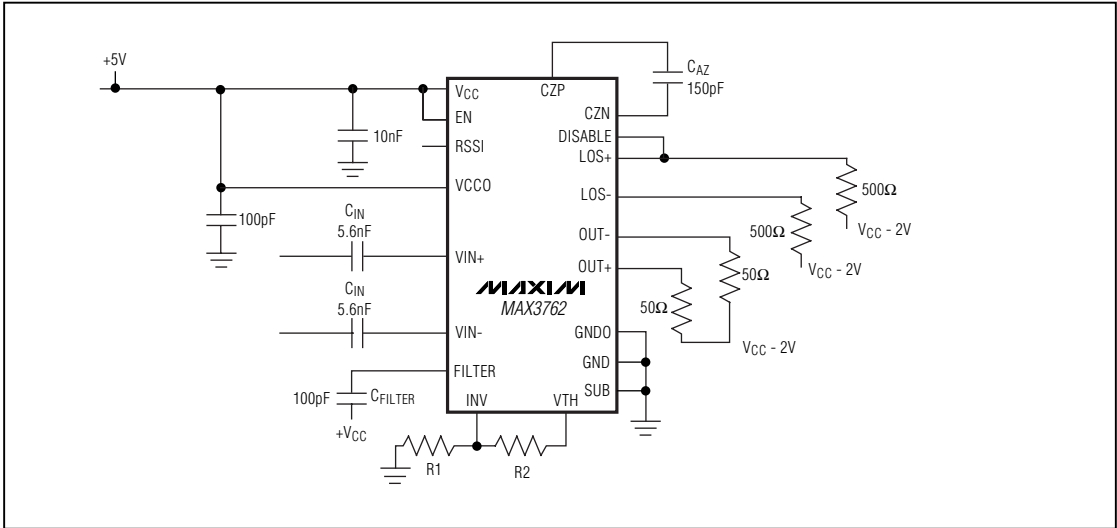 +5V
VCC
EN
RSSI
VCCO
VIN+
VIN-
FILTER
INV
VTH
CZP
CZN
DISABLE
LOS+
LOS-
OUT-
OUT+
GNDO
GND
SUB
MAXIM
MAX3762
10nF
100pF
CIN
5.6nF
CIN
5.6nF
100pF
CFILTER
+VCC
R1
R2
CAZ
150pF
500Ω
VCC - 2V
500Ω
VCC - 2V
50Ω
50Ω
VCC - 2V